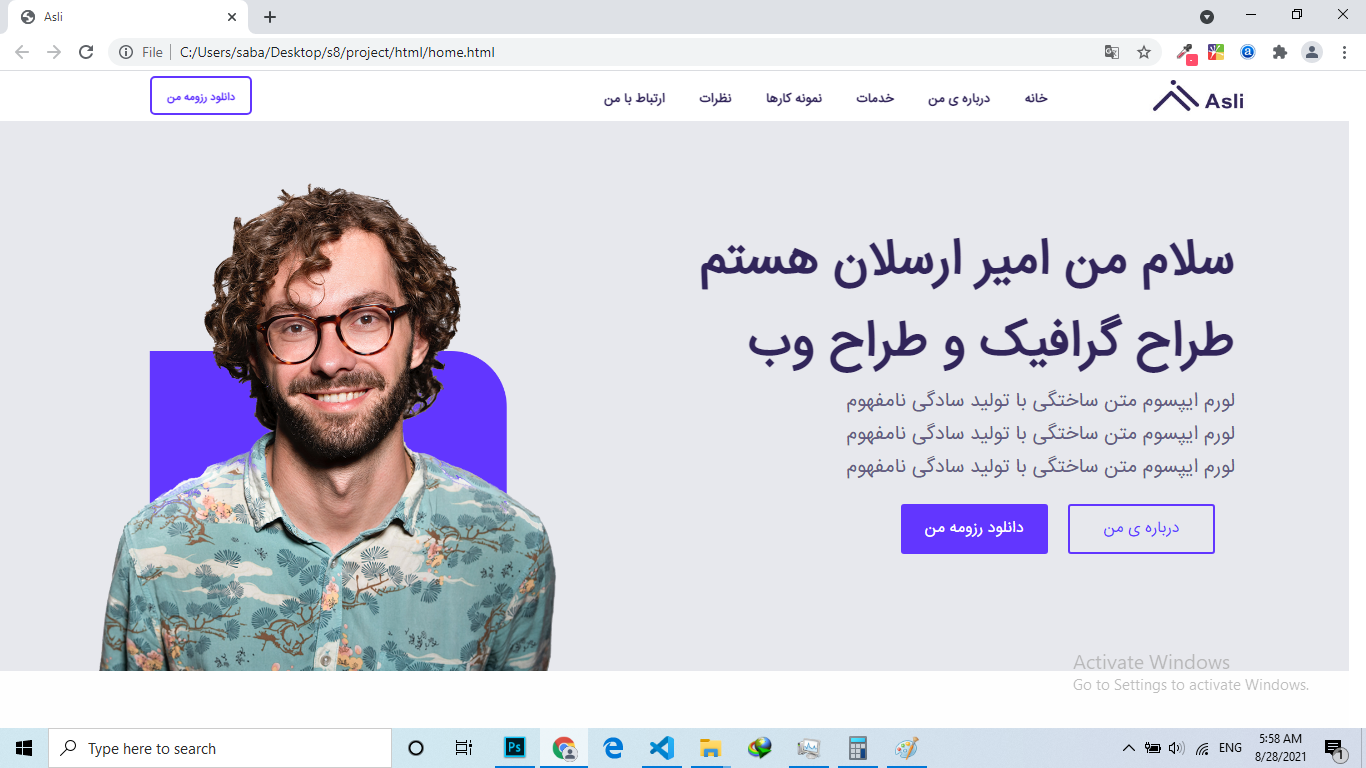 Asli
File
C:/Users/saba/Desktop/s8/project/html/home.html
Asli
خانه
درباره ی من
خدمات
نمونه کارها
نظرات
ارتباط با من
دانلود رزومه من
سلام من امیر ارسلان هستم
طراح گرافیک و طراح وب
لورم ایپسوم متن ساختگی با تولید سادگی نامفهوم
لورم ایپسوم متن ساختگی با تولید سادگی نامفهوم
لورم ایپسوم متن ساختگی با تولید سادگی نامفهوم
درباره ی من
دانلود رزومه من
Activate Windows
Go to Settings to activate Windows.
Type here to search
Ps
ENG
5:58 AM
8/28/2021
1